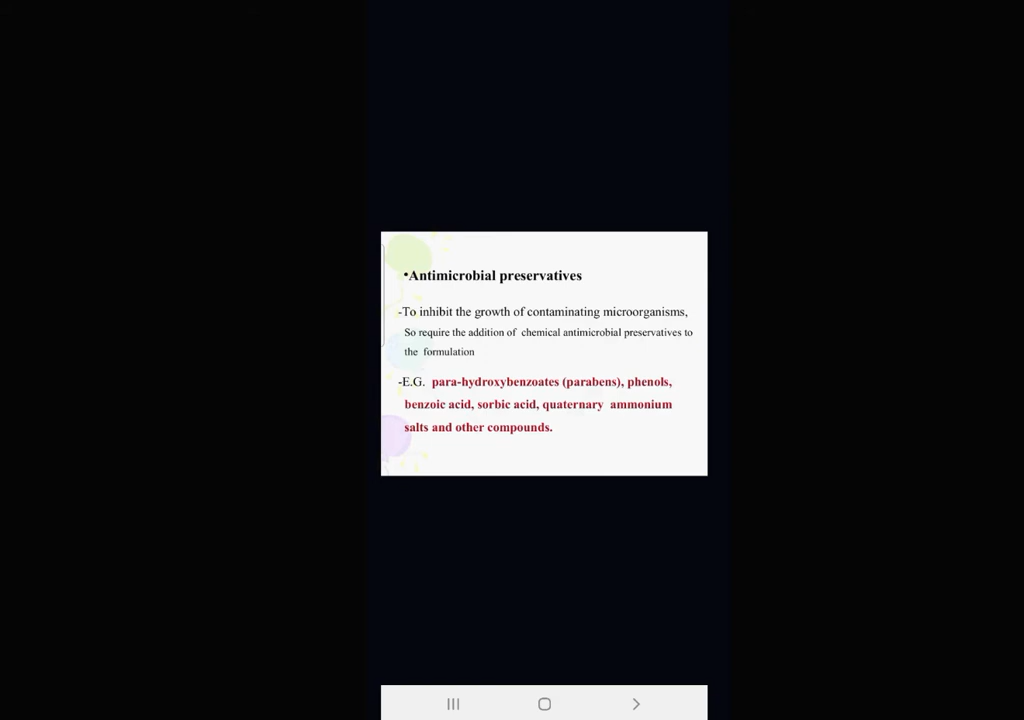 •Antimicrobial preservatives
-To inhibit the growth of contaminating microorganisms,
So require the addition of chemical antimicrobial preservatives to
the formulation
-E.G. para-hydroxybenzoates (parabens), phenols,
benzoic acid, sorbic acid, quaternary ammonium
salts and other compounds.